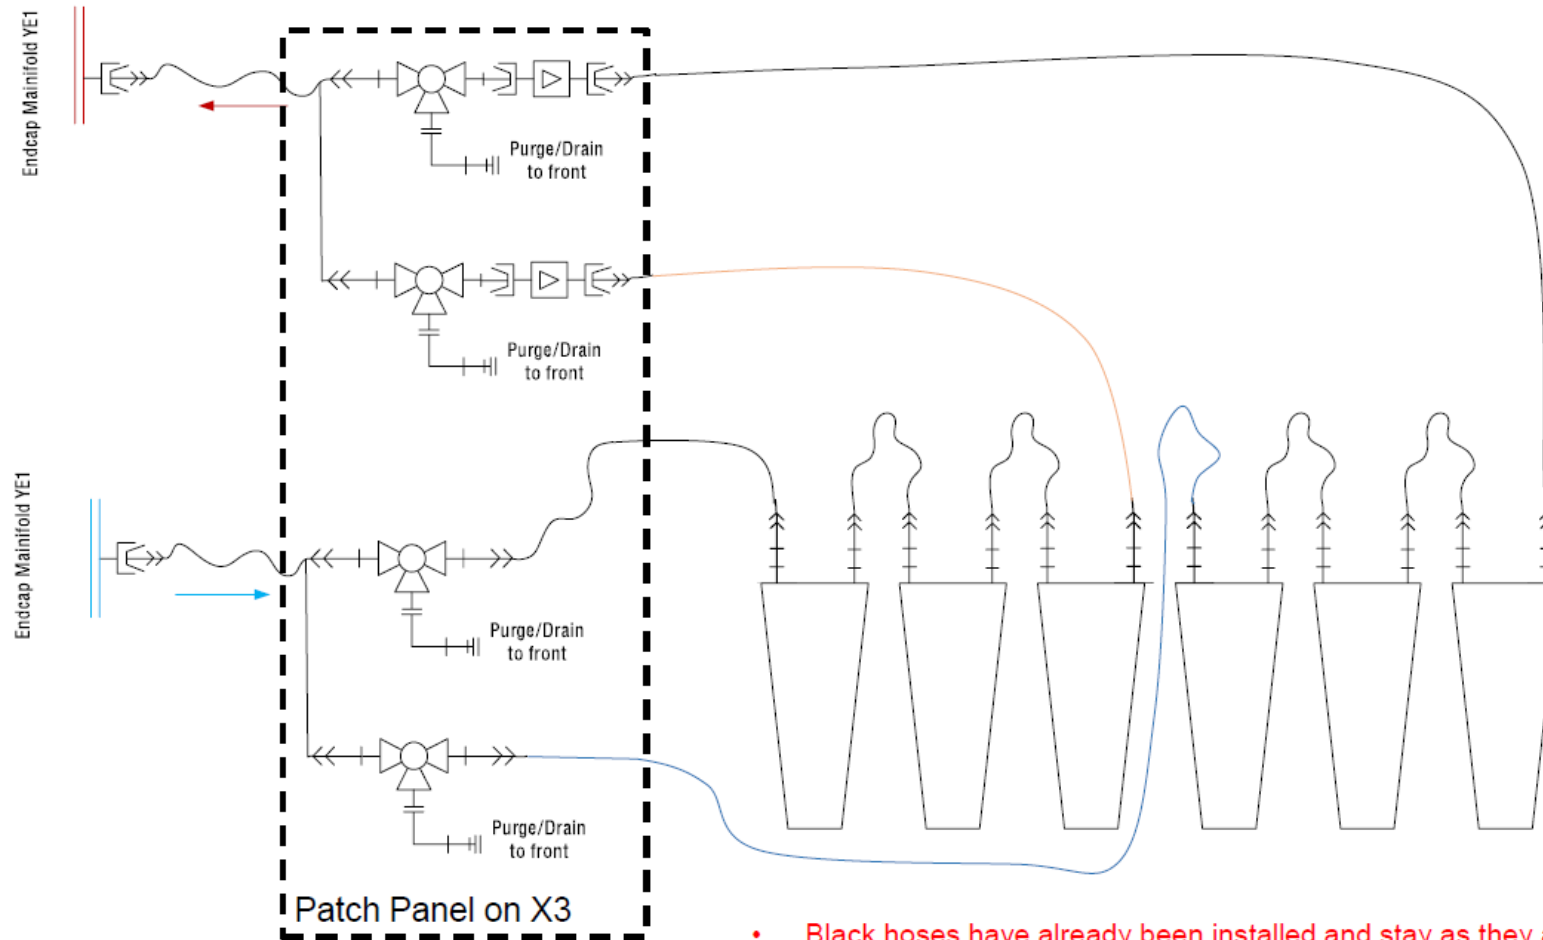 Endcap Mainifold YE1
Purge/Drain
to front
Purge/Drain
to front
Endcap Mainifold YE1
Purge/Drain
to front
Purge/Drain
to front
Patch Panel on X3
• Black hoses have already been installed and stay as they